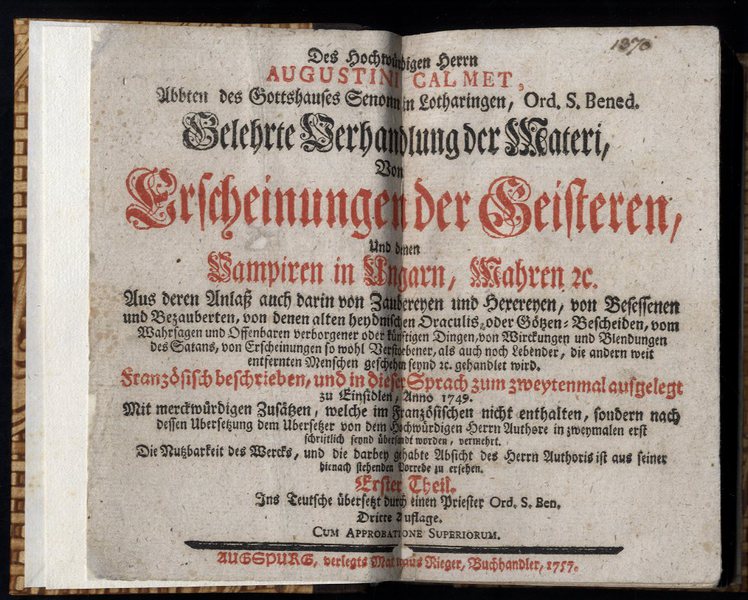 1370
Des Hochwürdigen Herrn
AUGUSTINI CALMET,
Abbten des Gottshauses Senonn in Lotharingen, Ord. S. Bened.
Gelehrte Verhandlung der Materi,
Von
Erscheinungen der Geisteren,
Und denen
Vampiren in Ungarn, Mahren ꝛc.
Aus deren Anlaß auch darin von Zaubereyen und Hexereyen, von Besessenen
und Bezauberten, von denen alten heydnischen Oraculis, oder Götzen-Bescheiden, vom
Wahrsagen und Offenbaren verborgener oder künftigen Dingen, von Wirckungen und Blendungen
des Satans, von Erscheinungen so wohl Verstorbener, als auch noch Lebender, die andern weit
entfernten Menschen geschehen seynd ꝛc. gehandlet wird.
Französisch beschrieben, und in dieser Sprach zum zweytenmal aufgelegt
zu Einsidlen, Anno 1749.
Mit merckwürdigen Zusätzen, welche im Französischen nicht enthalten, sondern nach
dessen Ubersetzung dem Ubersetzer von dem Hochwürdigen Herrn Authore in zweymalen erst
schriftlich seynd übersandt worden, vermehrt.
Die Nutzbarkeit des Wercks, und die darbey gehabte Absicht des Herrn Authoris ist aus seiner
hienach stehenden Vorrede zu ersehen.
Erster Theil.
Ins Teutsche übersetzt durch einen Priester Ord. S. Ben.
Dritte Auflage.
CUM APPROBATIONE SUPERIORUM.
AUGSPURG, verlegts Matthäus Rieger, Buchhandler, 1757.